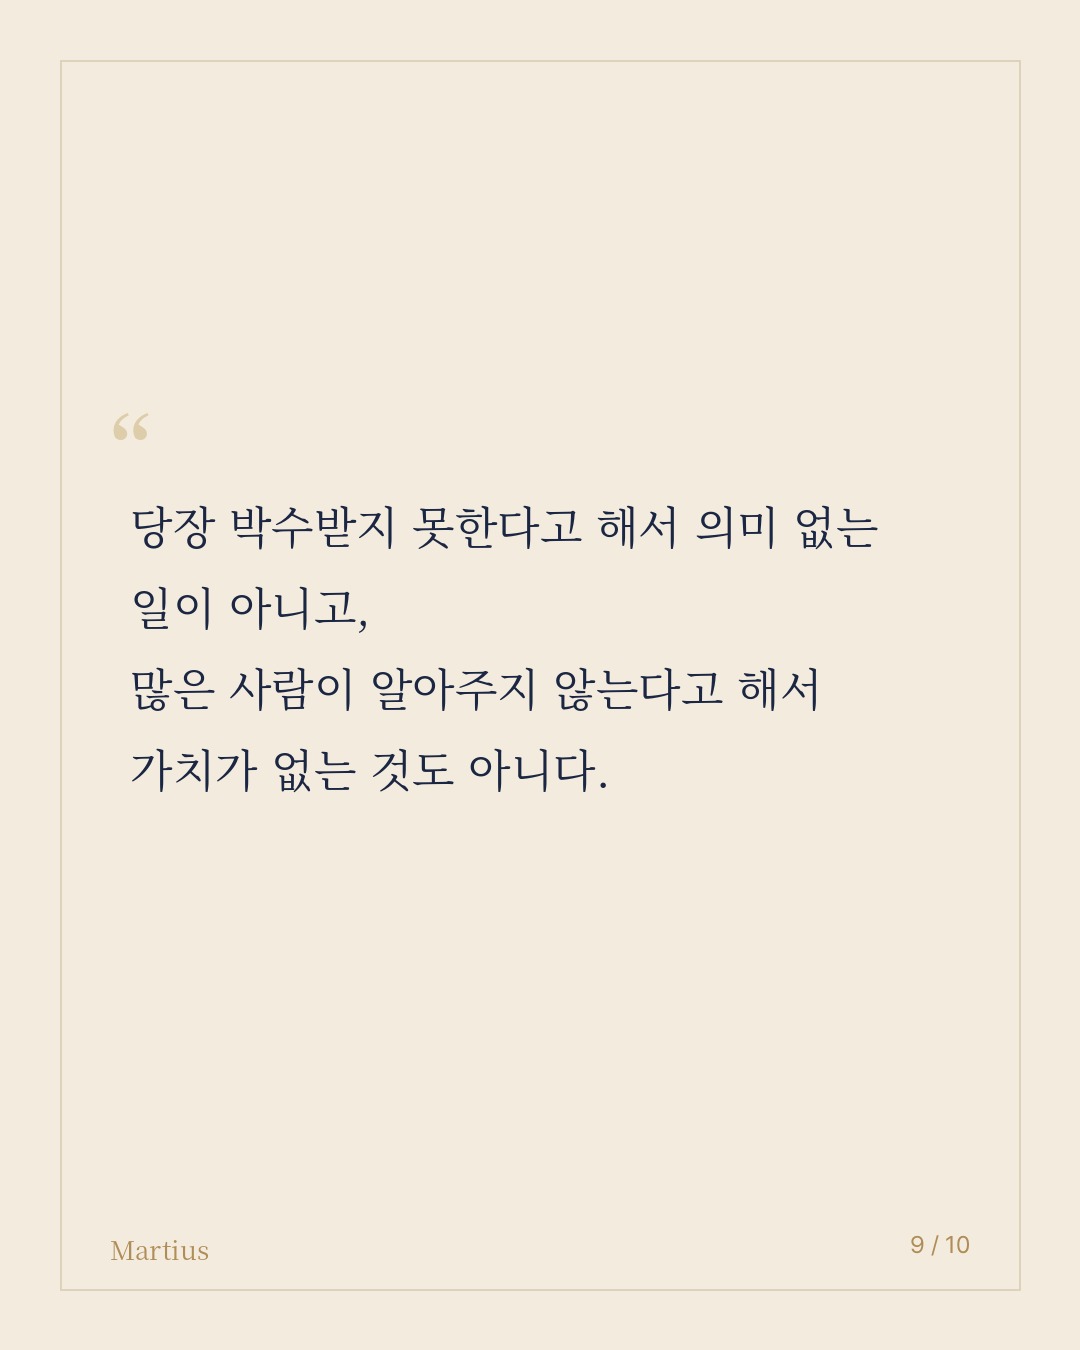 “
당장 박수받지 못한다고 해서 의미 없는
일이 아니고,
많은 사람이 알아주지 않는다고 해서
가치가 없는 것도 아니다.
Martius
9 / 10